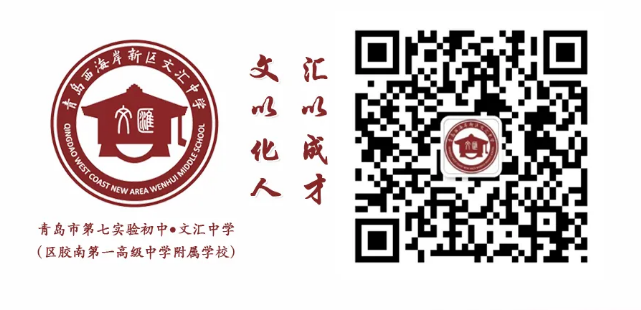 青岛西海岸新区文汇中学
文滙
QINGDAO WEST COAST NEW AREA WENHUI MIDDLE SCHOOL
青岛市第七实验初中●文汇中学
(区胶南第一高级中学附属学校)
文以化人
汇以成才